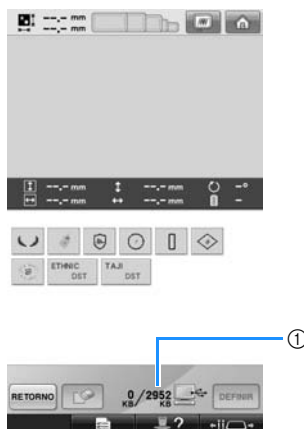 --.- mm
--.- mm
--.- mm --.- mm --°
--.- mm --.- mm -
ETHNIC DST TAJI DST
①
RETORNO 0 KB / 2952 KB DEFINIR
?